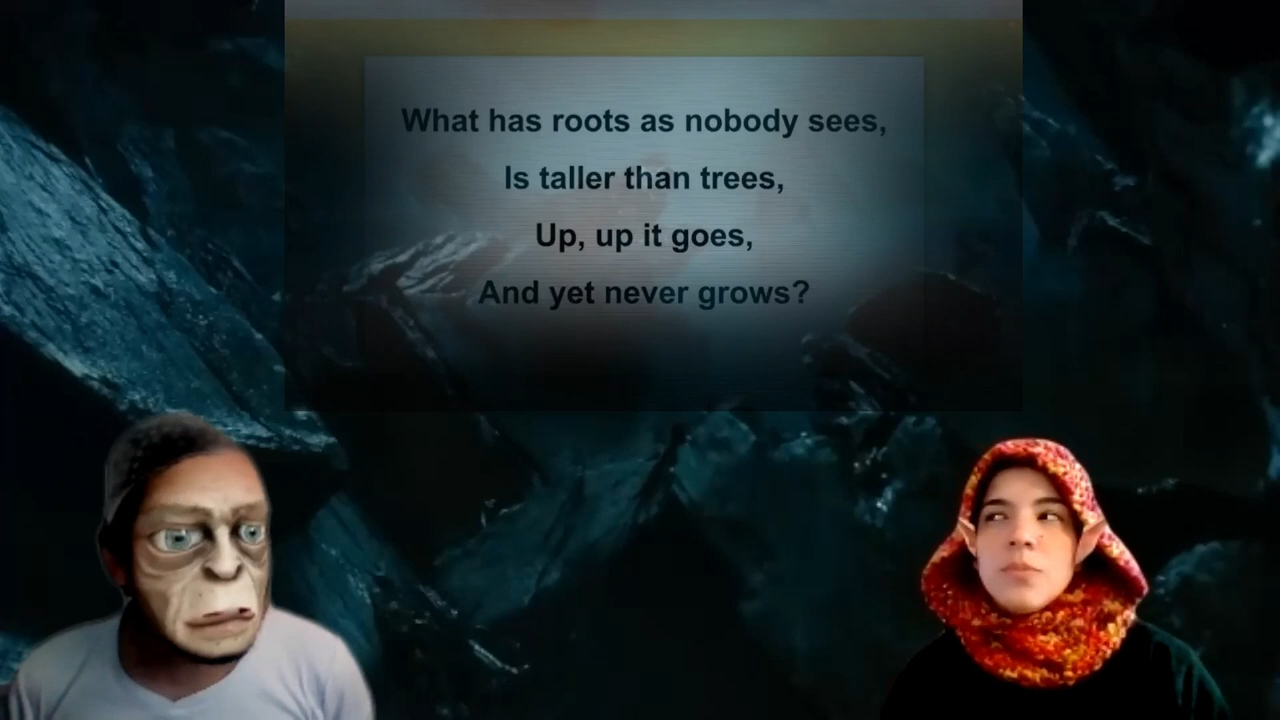 What has roots as nobody sees,
Is taller than trees,
Up, up it goes,
And yet never grows?